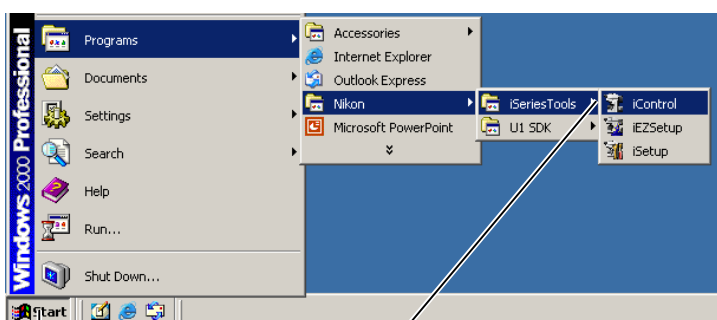 Windows 2000 Professional
Programs
Documents
Settings
Search
Help
Run...
Shut Down...
Accessories
Internet Explorer
Outlook Express
Nikon
Microsoft PowerPoint
iSeriesTools
U1 SDK
iControl
iEZSetup
iSetup
Start